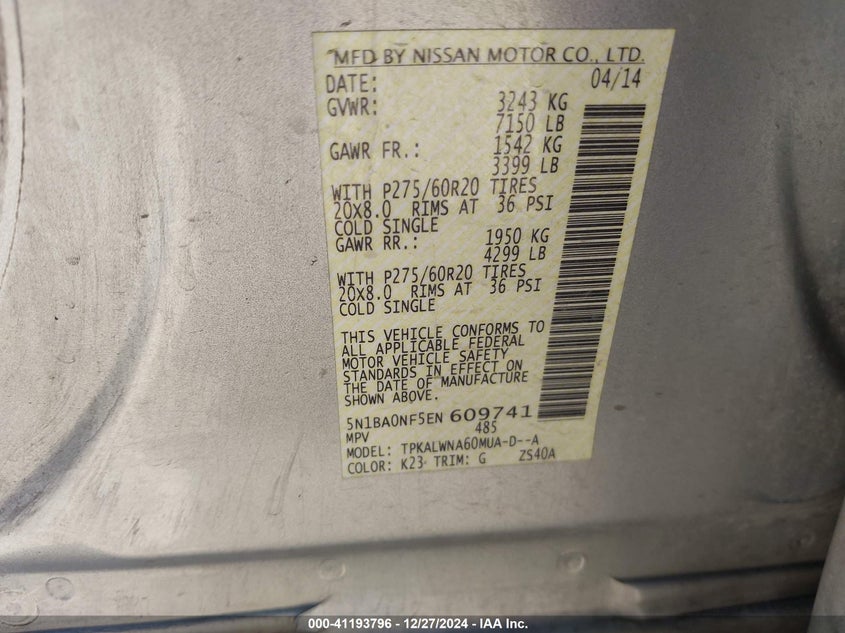 MFD BY NISSAN MOTOR CO., LTD.
DATE: 04/14
GVWR: 3243 KG
7150 LB
GAWR FR.: 1542 KG
3399 LB
WITH P275/60R20 TIRES
20X8.0 RIMS AT 36 PSI
COLD SINGLE
GAWR RR.: 1950 KG
4299 LB
WITH P275/60R20 TIRES
20X8.0 RIMS AT 36 PSI
COLD SINGLE
THIS VEHICLE CONFORMS TO
ALL APPLICABLE FEDERAL
MOTOR VEHICLE SAFETY
STANDARDS IN EFFECT ON
THE DATE OF MANUFACTURE
SHOWN ABOVE.
5N1BA0NF5EN 609741
MPV 485
MODEL: TPKALWNA60MUA-D--A
COLOR: K23 TRIM: G ZS40A
000-41193796 - 12/27/2024 - IAA Inc.